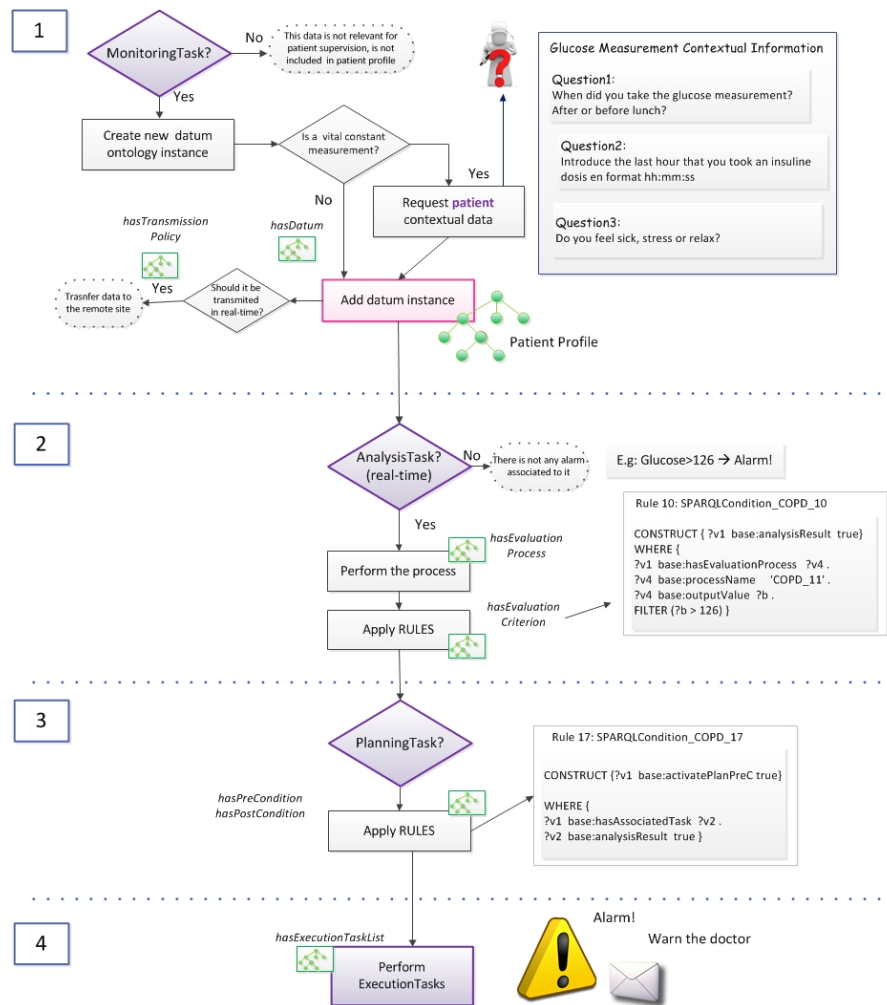 1
MonitoringTask?
No
This data is not relevant for
patient supervision, is not
included in patient profile
Yes
Create new datum
ontology instance
Is a vital constant
measurement?
Yes
No
Request patient
contextual data
Glucose Measurement Contextual Information
Question1:
When did you take the glucose measurement?
After or before lunch?
Question2:
Introduce the last hour that you took an insuline
dosis en format hh:mm:ss
Question3:
Do you feel sick, stress or relax?
hasTransmission
Policy
hasDatum
Trasnfer data to
the remote site
Yes
Should it be
transmited
in real-time?
Add datum instance
Patient Profile
2
AnalysisTask?
(real-time)
No
There is not any alarm
associated to it
E.g: Glucose>126 → Alarm!
Yes
hasEvaluation
Process
Perform the process
hasEvaluation
Criterion
Apply RULES
Rule 10: SPARQLCondition_COPD_10
CONSTRUCT { ?v1 base:analysisResult true}
WHERE {
?v1 base:hasEvaluationProcess ?v4 .
?v4 base:processName 'COPD_11' .
?v4 base:outputValue ?b .
FILTER (?b > 126) }
3
PlanningTask?
hasPreCondition
hasPostCondition
Apply RULES
Rule 17: SPARQLCondition_COPD_17
CONSTRUCT {?v1 base:activatePlanPreC true}
WHERE {
?v1 base:hasAssociatedTask ?v2 .
?v2 base:analysisResult true }
4
hasExecutionTaskList
Perform
ExecutionTasks
Alarm!
Warn the doctor